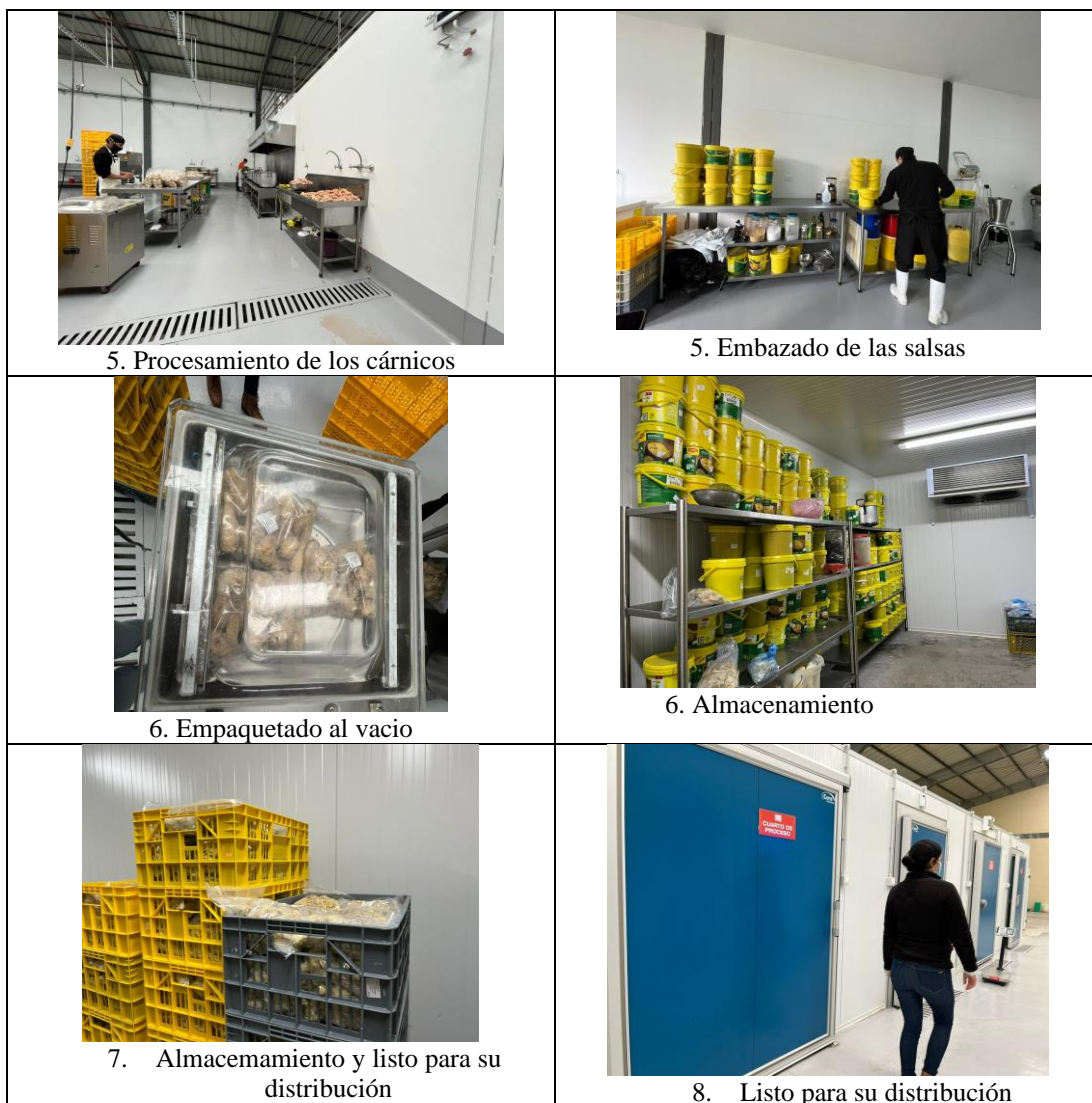 5. Procesamiento de los cárnicos
5. Embazado de las salsas
6. Empaquetado al vacio
6. Almacenamiento
CUARTO DE
PROCESO
7. Almacemamiento y listo para su
distribución
8. Listo para su distribución